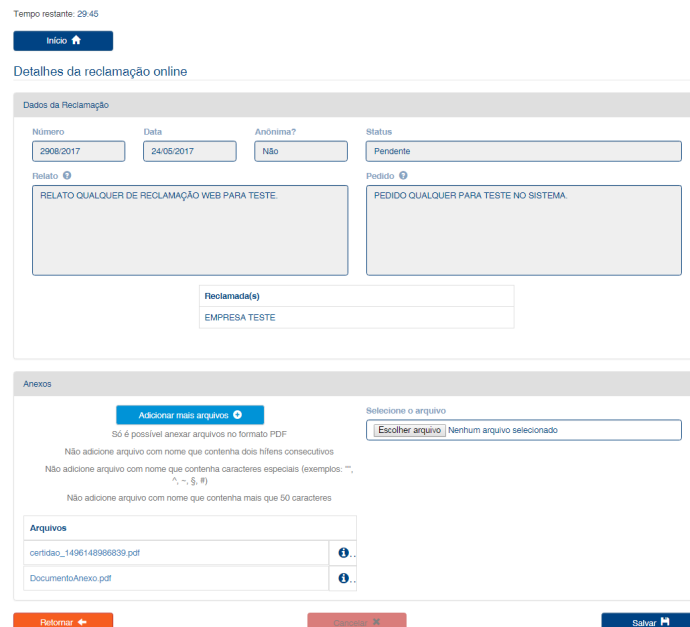 Tempo restante: 29:45
Início
Detalhes da reclamação online
Dados da Reclamação
Número Data Anônima? Status
2908/2017 24/05/2017 Não Pendente
Relato Pedido
RELATO QUALQUER DE RECLAMAÇÃO WEB PARA TESTE. PEDIDO QUALQUER PARA TESTE NO SISTEMA.
Reclamada(s)
EMPRESA TESTE
Anexos
Adicionar mais arquivos
Só é possível anexar arquivos no formato PDF
Não adicione arquivo com nome que contenha dois hífens consecutivos
Não adicione arquivo com nome que contenha caracteres especiais (exemplos: "",
^, ~, §, #)
Não adicione arquivo com nome que contenha mais que 50 caracteres
Selecione o arquivo
Escolher arquivo Nenhum arquivo selecionado
Arquivos
certidao_1496148986839.pdf
DocumentoAnexo.pdf
Retornar Cancelar Salvar